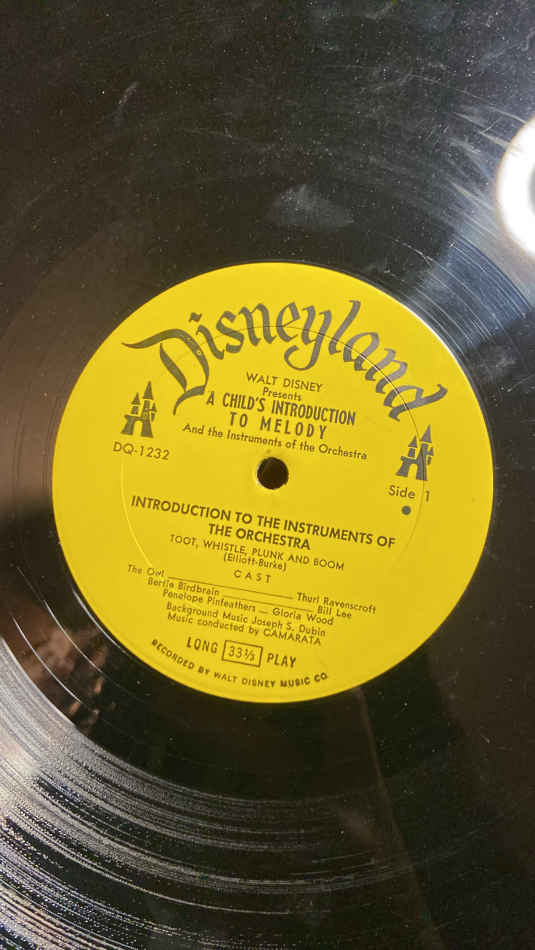 Disneyland
WALT DISNEY
Presents
A CHILD'S INTRODUCTION
TO MELODY
And the Instruments of the Orchestra
DQ-1232
Side 1
INTRODUCTION TO THE INSTRUMENTS OF
THE ORCHESTRA
TOOT, WHISTLE, PLUNK AND BOOM
(Elliott-Burke)
CAST
The Owl Thurl Ravenscroft
Bertie Birdbrain Bill Lee
Penelope Pinfeathers — Gloria Wood
Background Music Joseph S. Dubin
Music conducted by CAMARATA
LONG 33⅓ PLAY
RECORDED BY WALT DISNEY MUSIC CO.